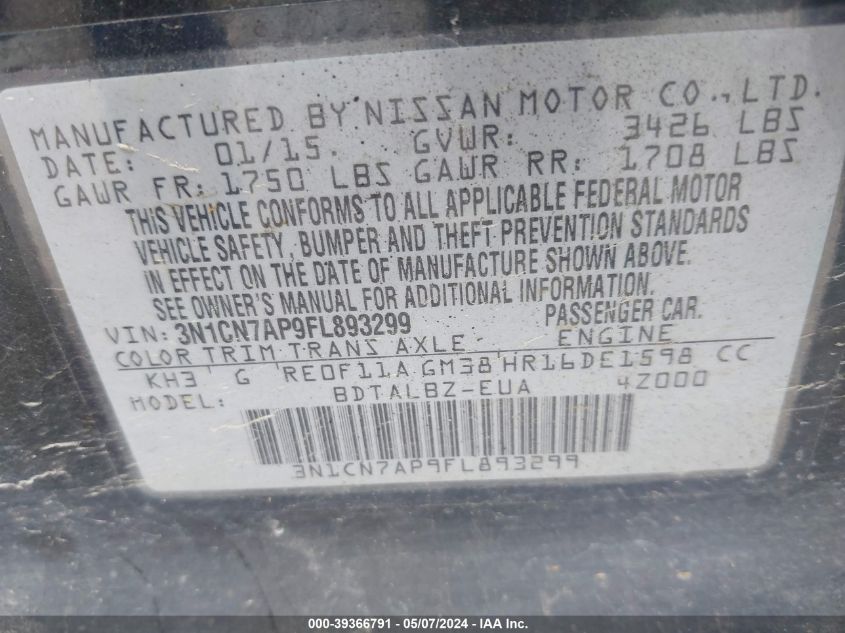 MANUFACTURED BY NISSAN MOTOR CO.,LTD.
DATE: 01/15. GVWR: 3426 LBS
GAWR FR: 1750 LBS GAWR RR: 1708 LBS
THIS VEHICLE CONFORMS TO ALL APPLICABLE FEDERAL MOTOR
VEHICLE SAFETY, BUMPER AND THEFT PREVENTION STANDARDS
IN EFFECT ON THE DATE OF MANUFACTURE SHOWN ABOVE.
SEE OWNER'S MANUAL FOR ADDITIONAL INFORMATION.
VIN: 3N1CN7AP9FL893299 PASSENGER CAR.
COLOR TRIM TRANS AXLE ENGINE
KH3 G RE0F11A GM38 HR16DE1598 CC
MODEL: BDTALBZ-EUA 4Z000
3N1CN7AP9FL893299
000-39366791 - 05/07/2024 - IAA Inc.